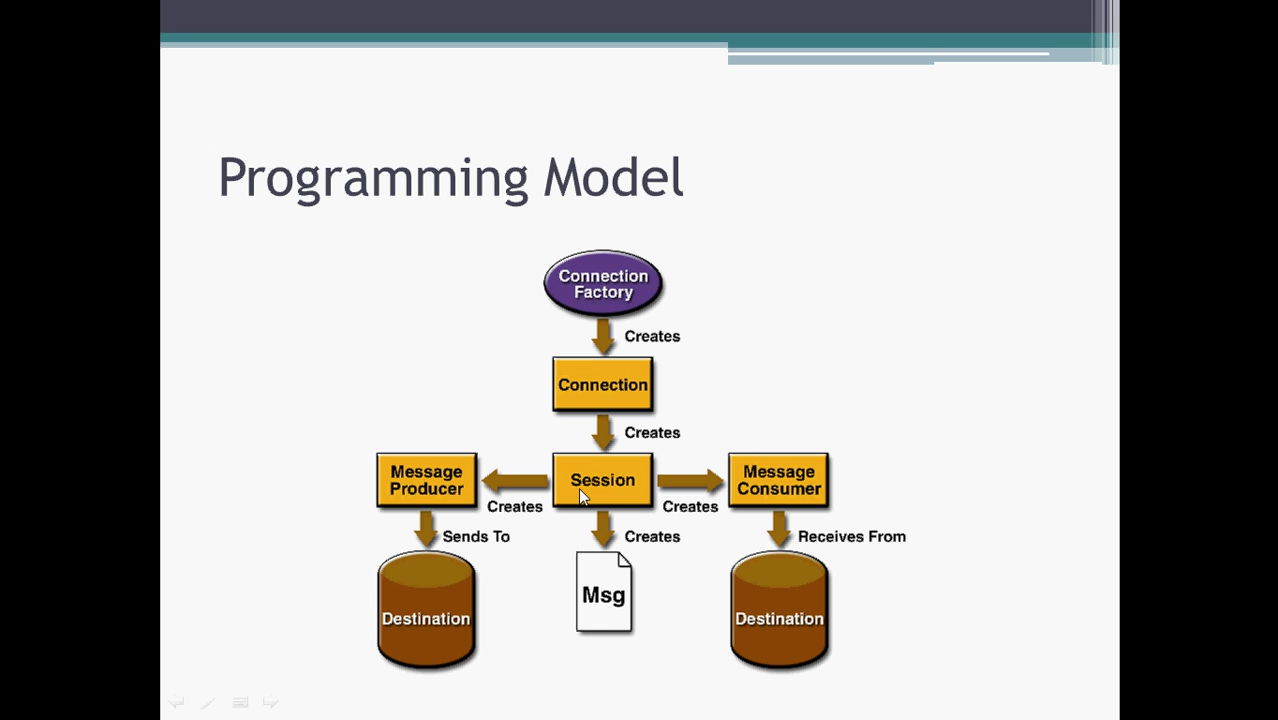 Programming Model
Connection
Factory
Creates
Connection
Creates
Message
Producer
Creates
Session
Creates
Message
Consumer
Sends To
Creates
Receives From
Destination
Msg
Destination